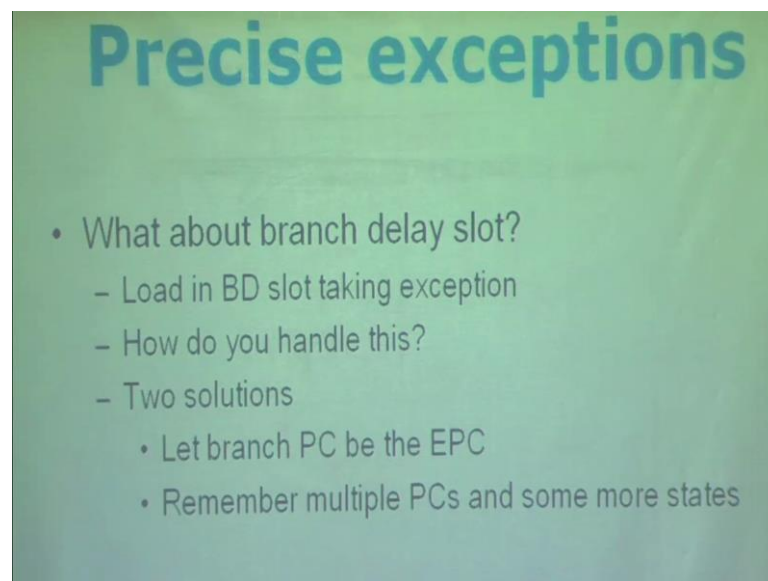 Precise exceptions
• What about branch delay slot?
– Load in BD slot taking exception
– How do you handle this?
– Two solutions
• Let branch PC be the EPC
• Remember multiple PCs and some more states